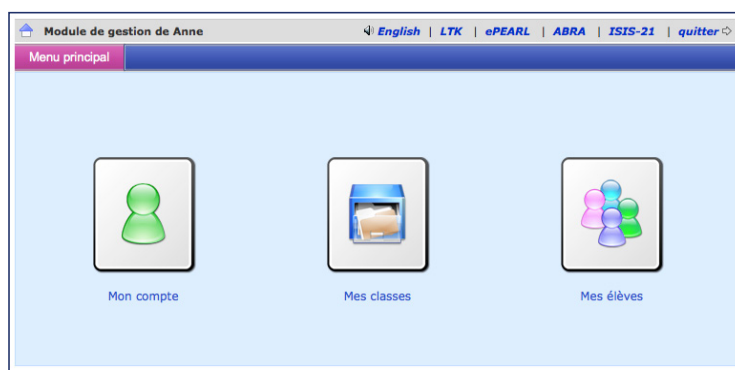 Module de gestion de Anne English | LTK | ePEARL | ABRA | ISIS-21 | quitter
Menu principal
Mon compte Mes classes Mes élèves